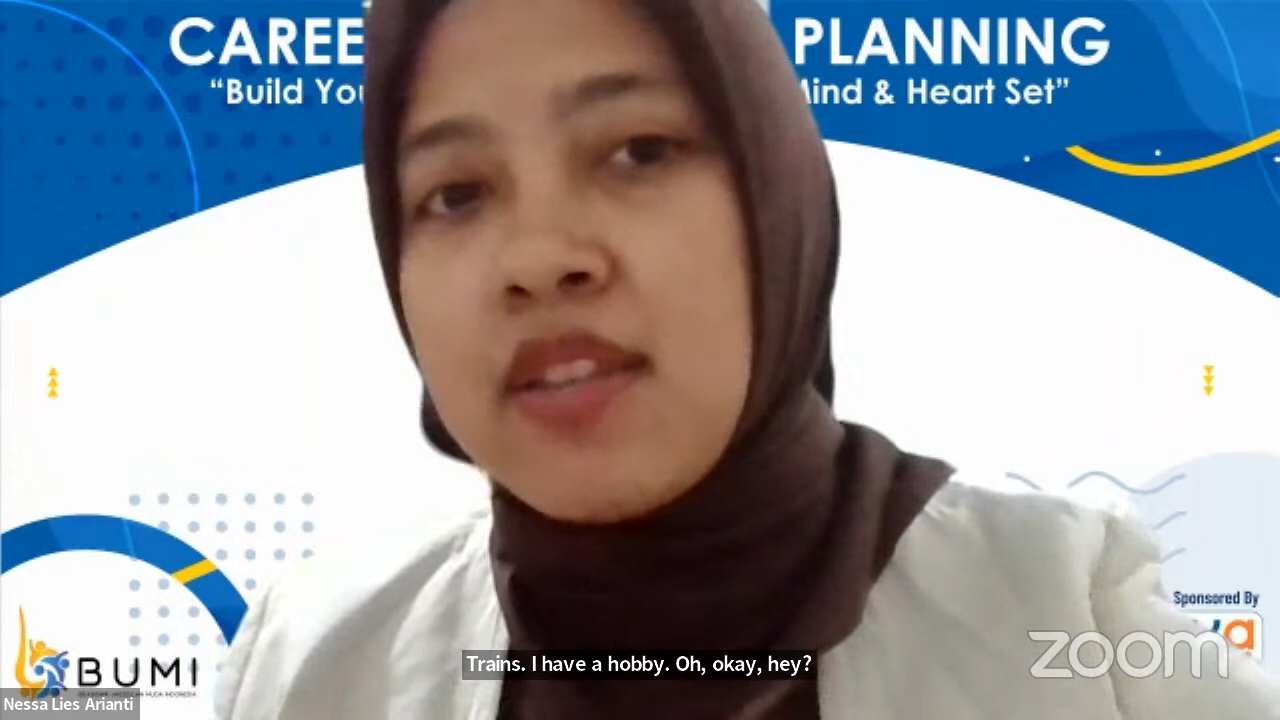 CAREE PLANNING
“Build You Mind & Heart Set”
Sponsored By
BUMI
zoom
Trains. I have a hobby. Oh, okay, hey?
Nessa Lies Arianti